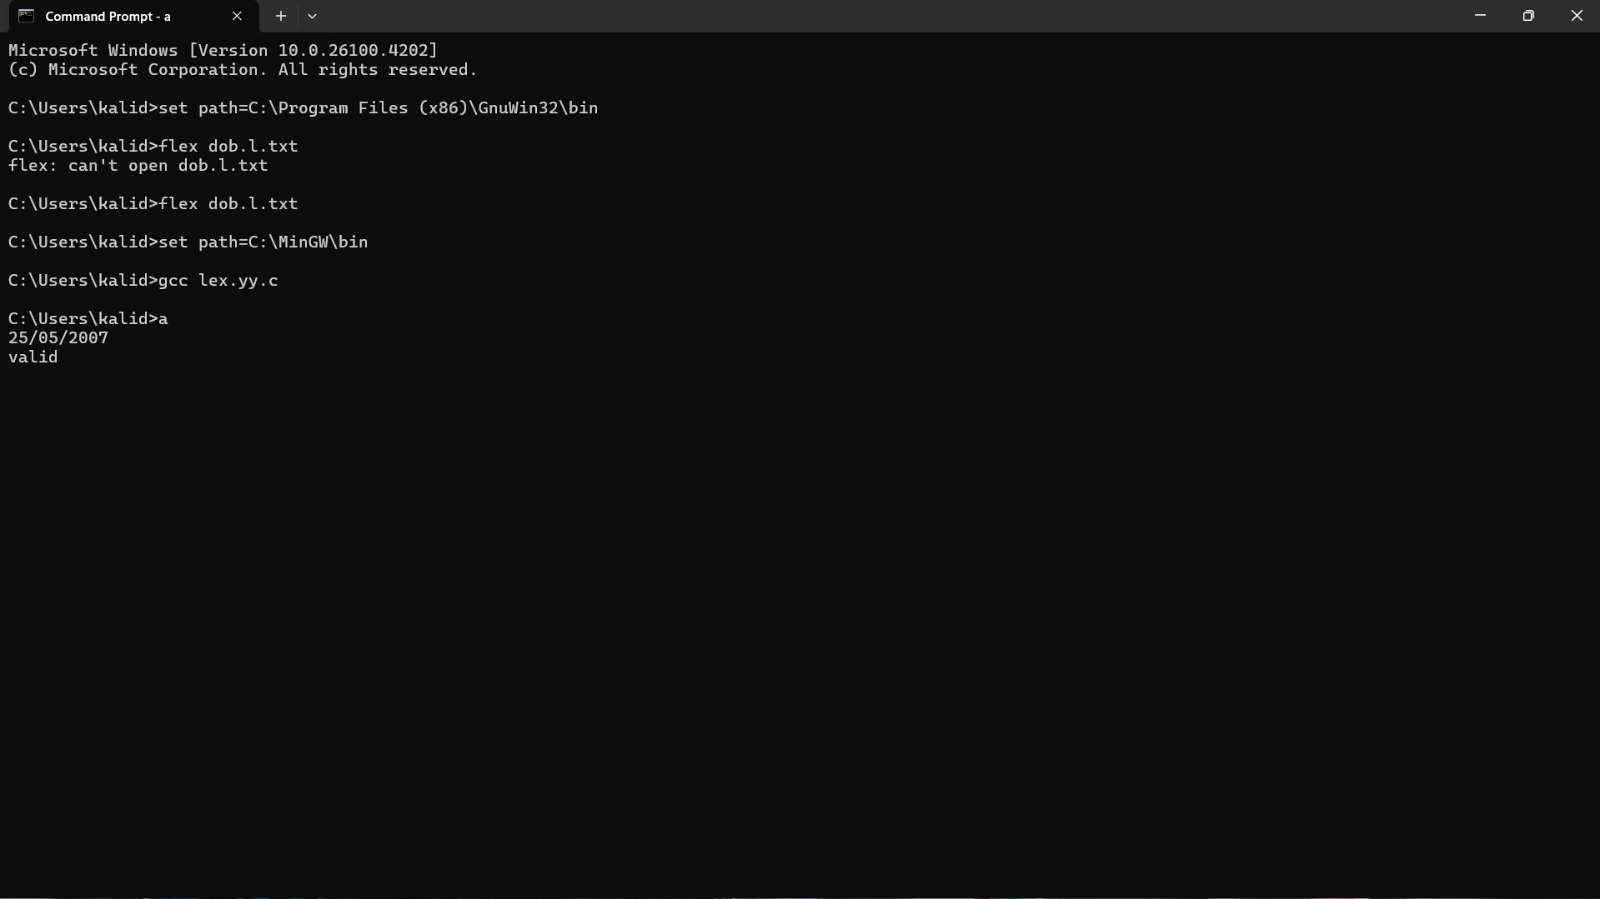 Command Prompt - a
Microsoft Windows [Version 10.0.26100.4202]
(c) Microsoft Corporation. All rights reserved.
C:\Users\kalid>set path=C:\Program Files (x86)\GnuWin32\bin
C:\Users\kalid>flex dob.l.txt
flex: can't open dob.l.txt
C:\Users\kalid>flex dob.l.txt
C:\Users\kalid>set path=C:\MinGW\bin
C:\Users\kalid>gcc lex.yy.c
C:\Users\kalid>a
25/05/2007
valid